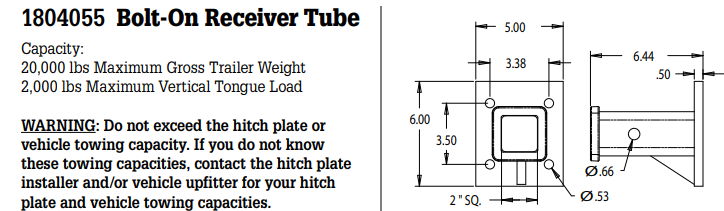 1804055 Bolt-On Receiver Tube
Capacity:
20,000 lbs Maximum Gross Trailer Weight
2,000 lbs Maximum Vertical Tongue Load
WARNING: Do not exceed the hitch plate or
vehicle towing capacity. If you do not know
these towing capacities, contact the hitch plate
installer and/or vehicle upfitter for your hitch
plate and vehicle towing capacities.
5.00
3.38
6.00
3.50
2 " SQ.
Ø.53
6.44
.50
Ø.66